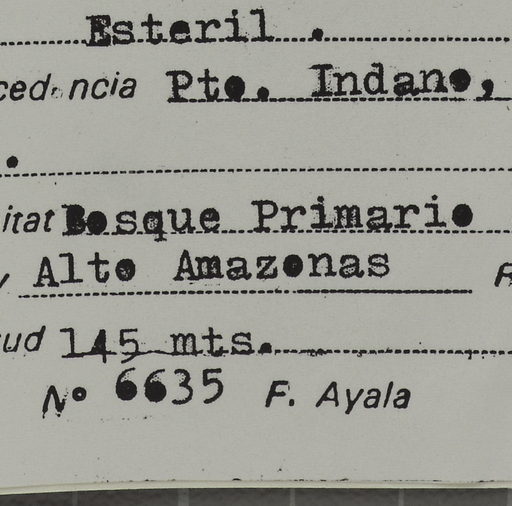 Esteril .
cedencia Pto. Indano,
.
itat Bosque Primario
y Alto Amazonas R
ud 145 mts.
Nº 6635 F. Ayala